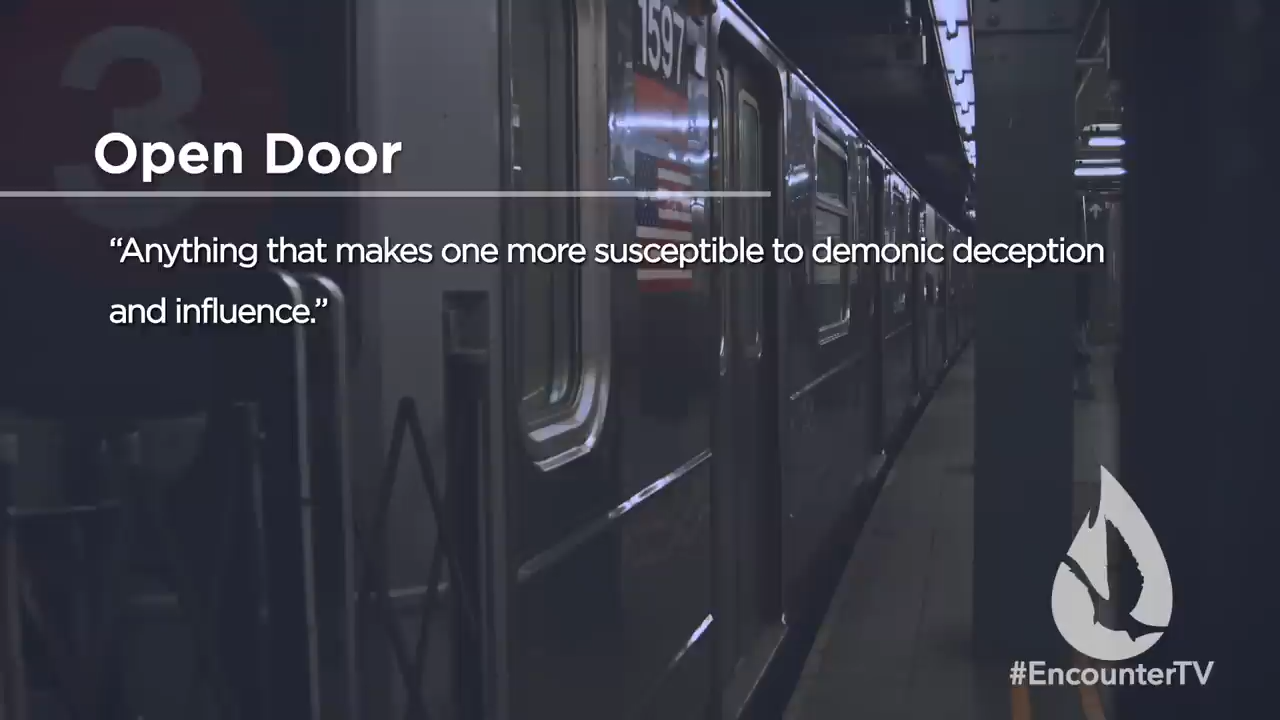 3
1597
Open Door
“Anything that makes one more susceptible to demonic deception
and influence.”
#EncounterTV